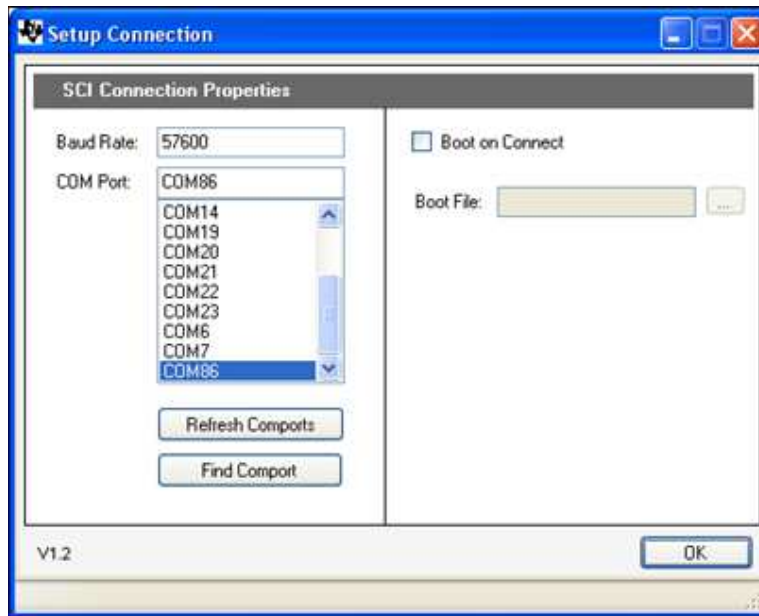 Setup Connection
SCI Connection Properties
Baud Rate: 57600
COM Port: COM86
COM14
COM19
COM20
COM21
COM22
COM23
COM6
COM7
COM86
Refresh Comports
Find Comport
Boot on Connect
Boot File:
...
V1.2
OK